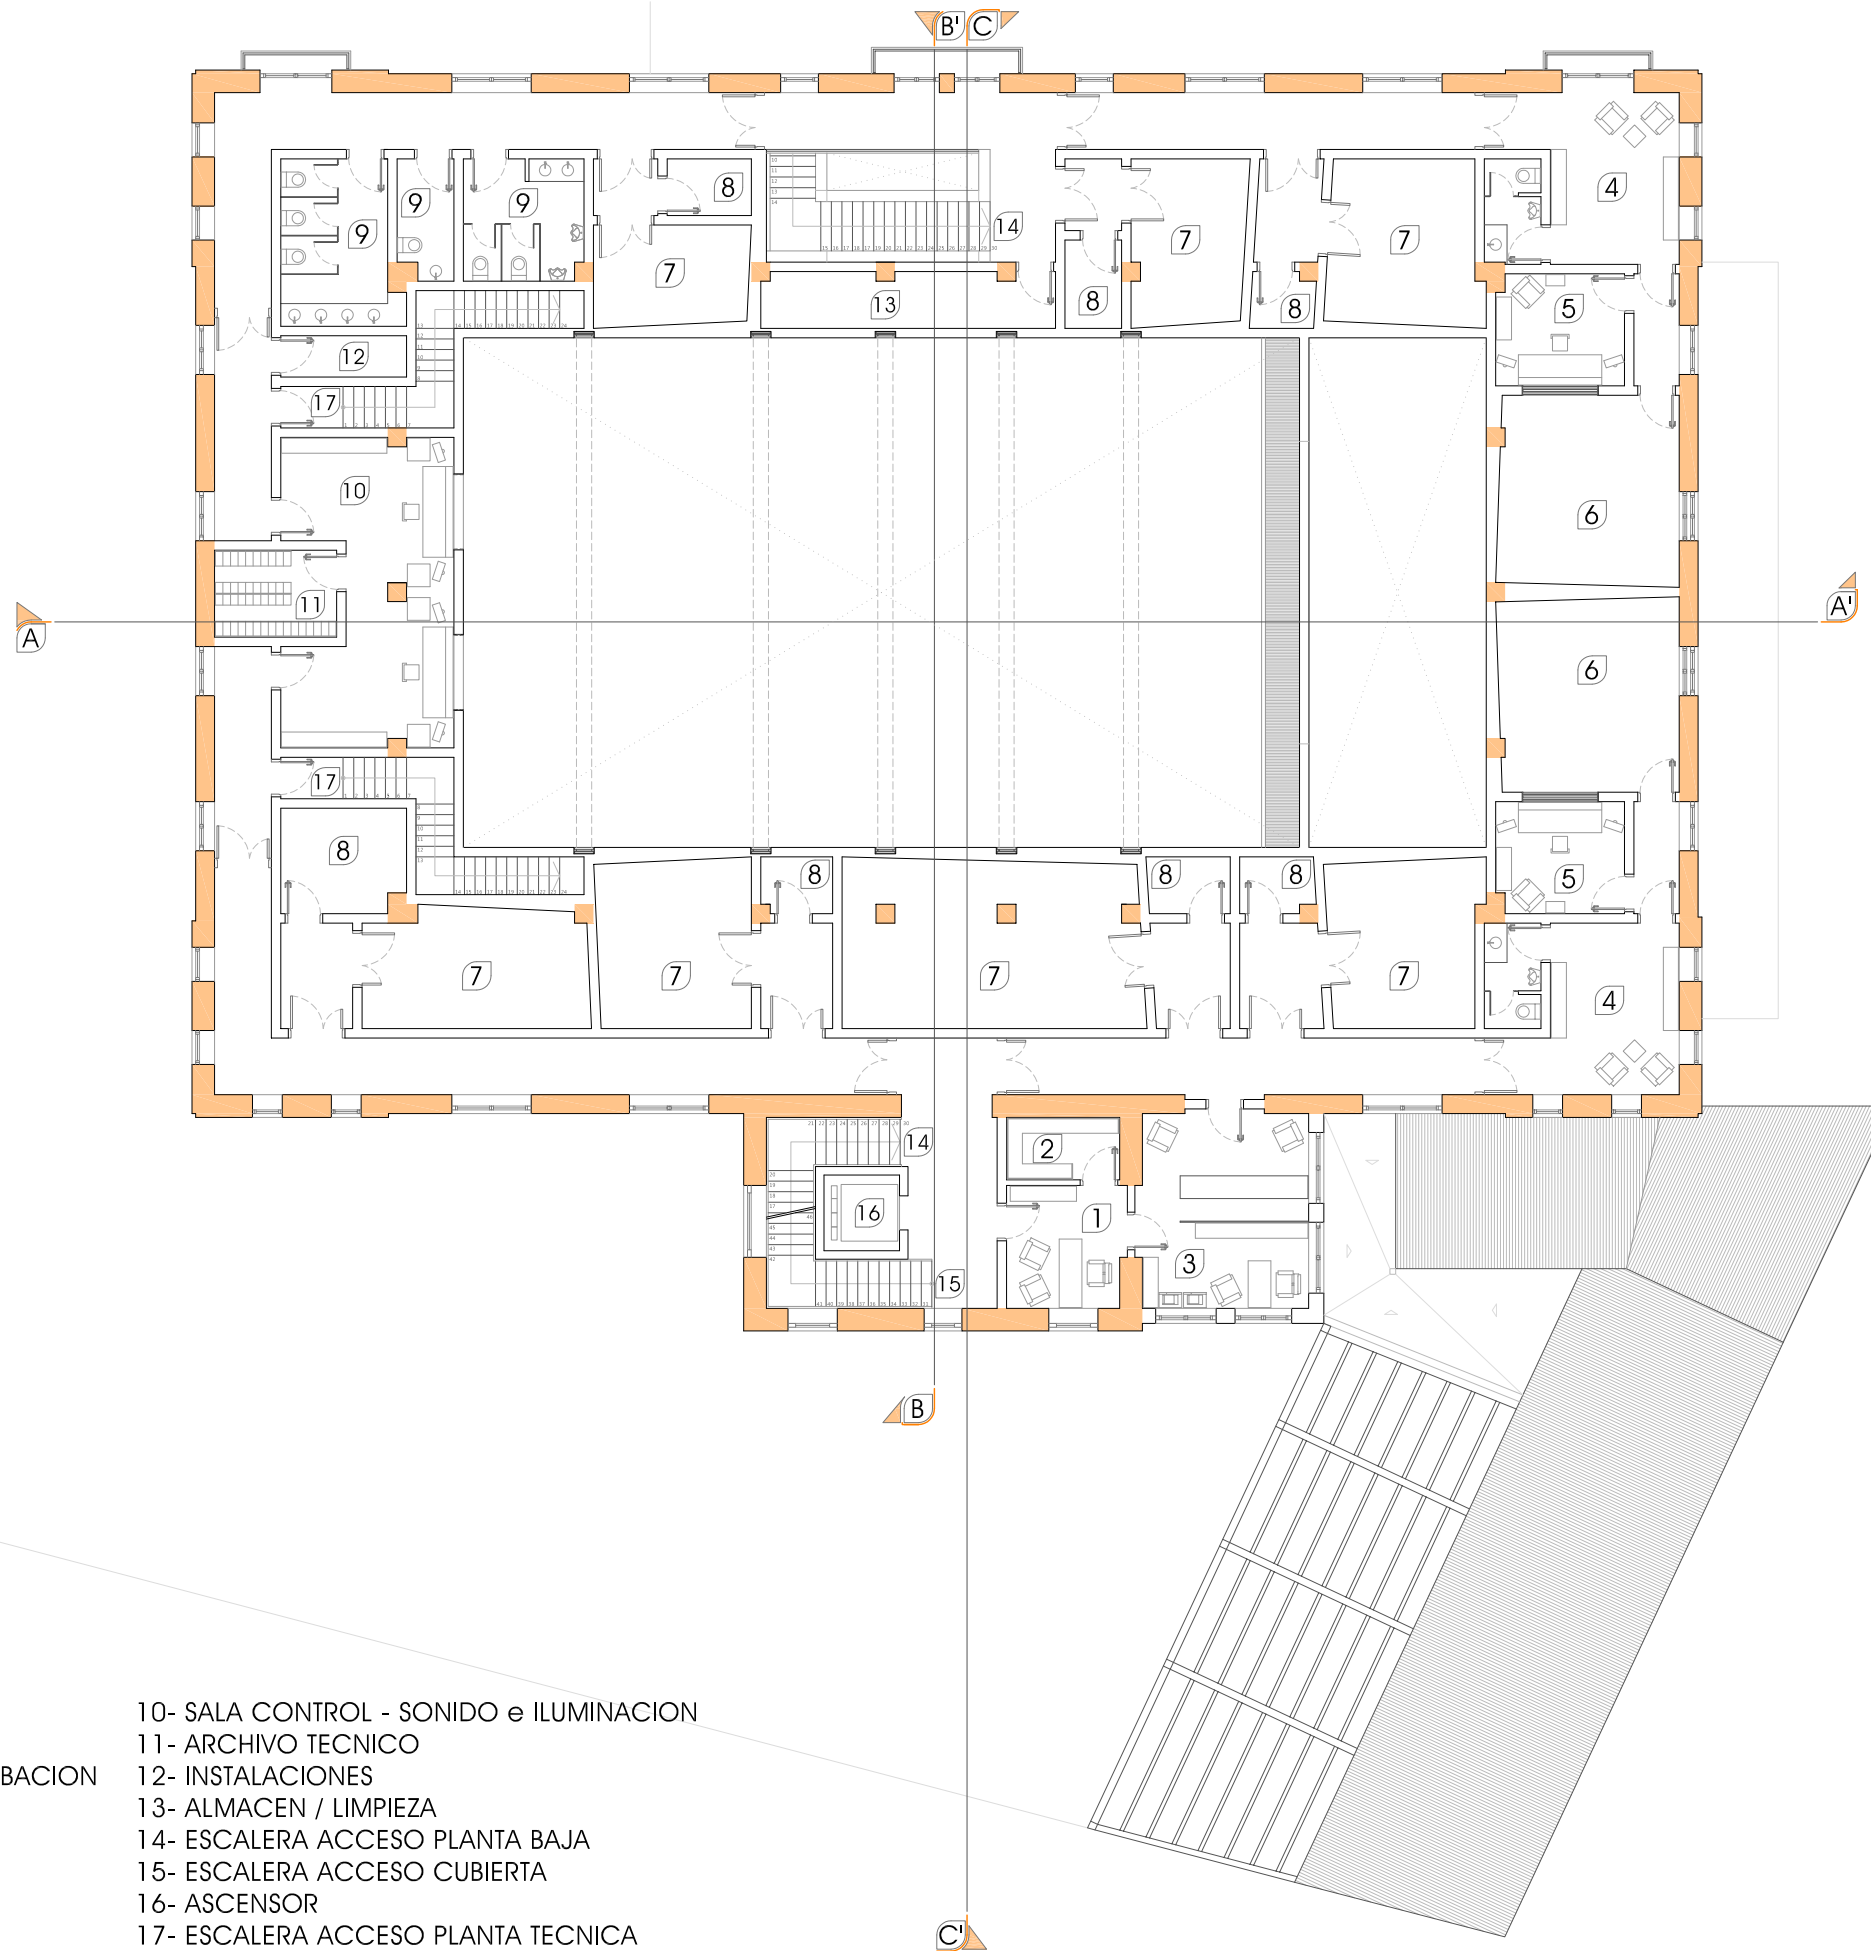 B' C
4
8
9 9
9
14
7
7 7
8
13
8
5
8
12
17
10
6
11
A'
A
6
17
8
8 8 8
5
7 7 7 7
4
14
2
16
1
3
15
B
10- SALA CONTROL - SONIDO e ILUMINACION
11- ARCHIVO TECNICO
BACION 12- INSTALACIONES
13- ALMACEN / LIMPIEZA
14- ESCALERA ACCESO PLANTA BAJA
15- ESCALERA ACCESO CUBIERTA
16- ASCENSOR
17- ESCALERA ACCESO PLANTA TECNICA
C'